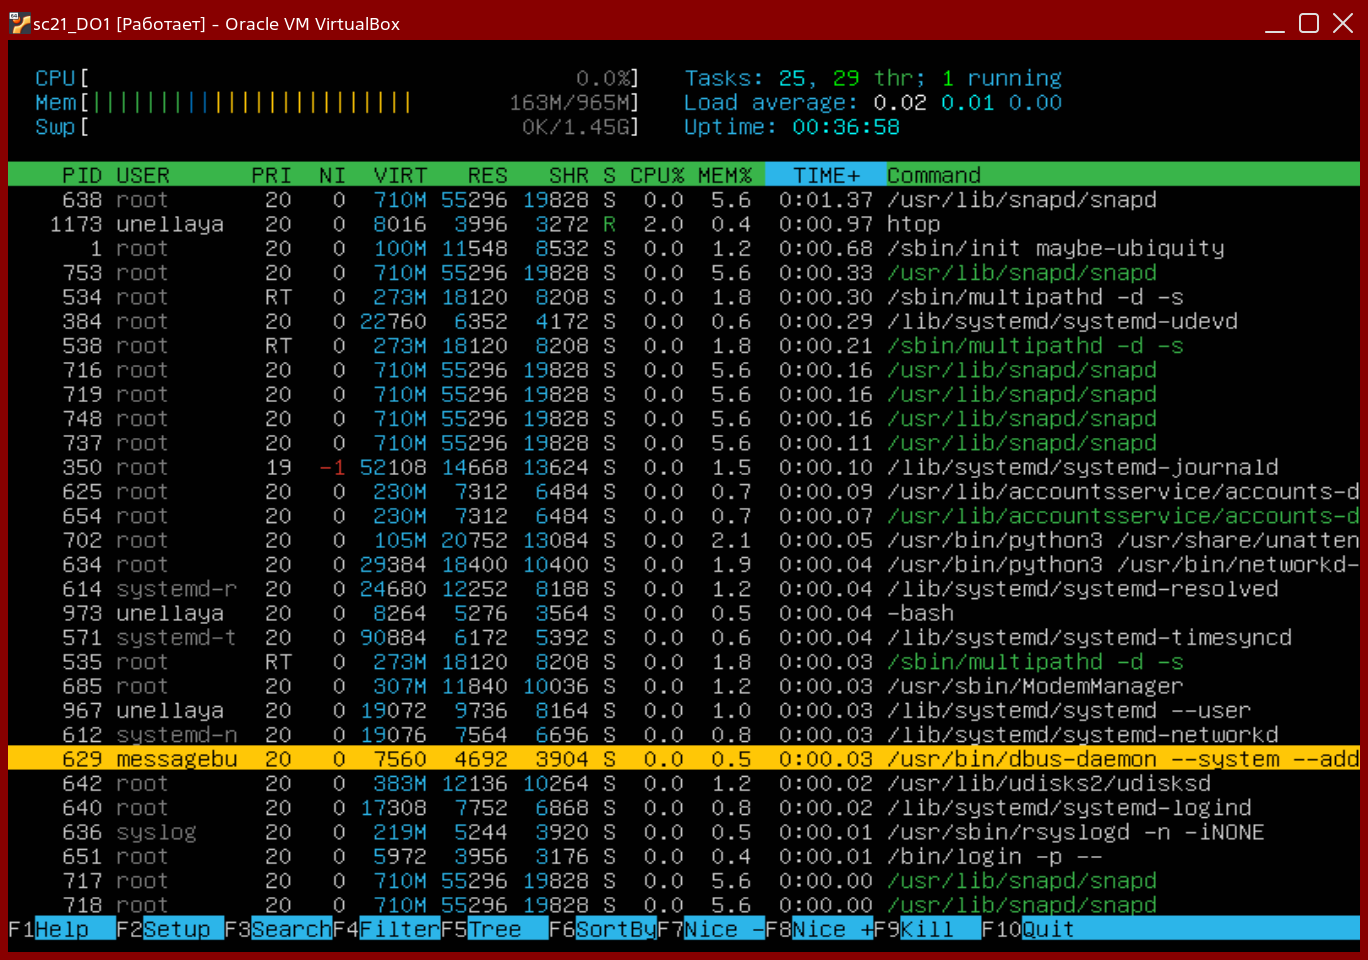 sc21_DO1 [Работает] - Oracle VM VirtualBox
CPU[ 0.0%] Tasks: 25, 29 thr; 1 running
Mem[||||||||||||||||||||||||163M/965M] Load average: 0.02 0.01 0.00
Swp[ 0K/1.45G] Uptime: 00:36:58
PID USER PRI NI VIRT RES SHR S CPU% MEM% TIME+ Command
638 root 20 0 710M 55296 19828 S 0.0 5.6 0:01.37 /usr/lib/snapd/snapd
1173 unellaya 20 0 8016 3996 3272 R 2.0 0.4 0:00.97 htop
1 root 20 0 100M 11548 8532 S 0.0 1.2 0:00.68 /sbin/init maybe-ubiquity
753 root 20 0 710M 55296 19828 S 0.0 5.6 0:00.33 /usr/lib/snapd/snapd
534 root RT 0 273M 18120 8208 S 0.0 1.8 0:00.30 /sbin/multipathd -d -s
384 root 20 0 22760 6352 4172 S 0.0 0.6 0:00.29 /lib/systemd/systemd-udevd
538 root RT 0 273M 18120 8208 S 0.0 1.8 0:00.21 /sbin/multipathd -d -s
716 root 20 0 710M 55296 19828 S 0.0 5.6 0:00.16 /usr/lib/snapd/snapd
719 root 20 0 710M 55296 19828 S 0.0 5.6 0:00.16 /usr/lib/snapd/snapd
748 root 20 0 710M 55296 19828 S 0.0 5.6 0:00.16 /usr/lib/snapd/snapd
737 root 20 0 710M 55296 19828 S 0.0 5.6 0:00.11 /usr/lib/snapd/snapd
350 root 19 -1 52108 14668 13624 S 0.0 1.5 0:00.10 /lib/systemd/systemd-journald
625 root 20 0 230M 7312 6484 S 0.0 0.7 0:00.09 /usr/lib/accountsservice/accounts-d
654 root 20 0 230M 7312 6484 S 0.0 0.7 0:00.07 /usr/lib/accountsservice/accounts-d
702 root 20 0 105M 20752 13084 S 0.0 2.1 0:00.05 /usr/bin/python3 /usr/share/unatten
634 root 20 0 29384 18400 10400 S 0.0 1.9 0:00.04 /usr/bin/python3 /usr/bin/networkd-
614 systemd-r 20 0 24680 12252 8188 S 0.0 1.2 0:00.04 /lib/systemd/systemd-resolved
973 unellaya 20 0 8264 5276 3564 S 0.0 0.5 0:00.04 -bash
571 systemd-t 20 0 90884 6172 5392 S 0.0 0.6 0:00.04 /lib/systemd/systemd-timesyncd
535 root RT 0 273M 18120 8208 S 0.0 1.8 0:00.03 /sbin/multipathd -d -s
685 root 20 0 307M 11840 10036 S 0.0 1.2 0:00.03 /usr/sbin/ModemManager
967 unellaya 20 0 19072 9736 8164 S 0.0 1.0 0:00.03 /lib/systemd/systemd --user
612 systemd-n 20 0 19076 7564 6696 S 0.0 0.8 0:00.03 /lib/systemd/systemd-networkd
629 messagebu 20 0 7560 4692 3904 S 0.0 0.5 0:00.03 /usr/bin/dbus-daemon --system --add
642 root 20 0 383M 12136 10264 S 0.0 1.2 0:00.02 /usr/lib/udisks2/udisksd
640 root 20 0 17308 7752 6868 S 0.0 0.8 0:00.02 /lib/systemd/systemd-logind
636 syslog 20 0 219M 5244 3920 S 0.0 0.5 0:00.01 /usr/sbin/rsyslogd -n -iNONE
651 root 20 0 5972 3956 3176 S 0.0 0.4 0:00.01 /bin/login -p --
717 root 20 0 710M 55296 19828 S 0.0 5.6 0:00.00 /usr/lib/snapd/snapd
718 root 20 0 710M 55296 19828 S 0.0 5.6 0:00.00 /usr/lib/snapd/snapd
F1Help F2Setup F3SearchF4FilterF5Tree F6SortByF7Nice -F8Nice +F9Kill F10Quit